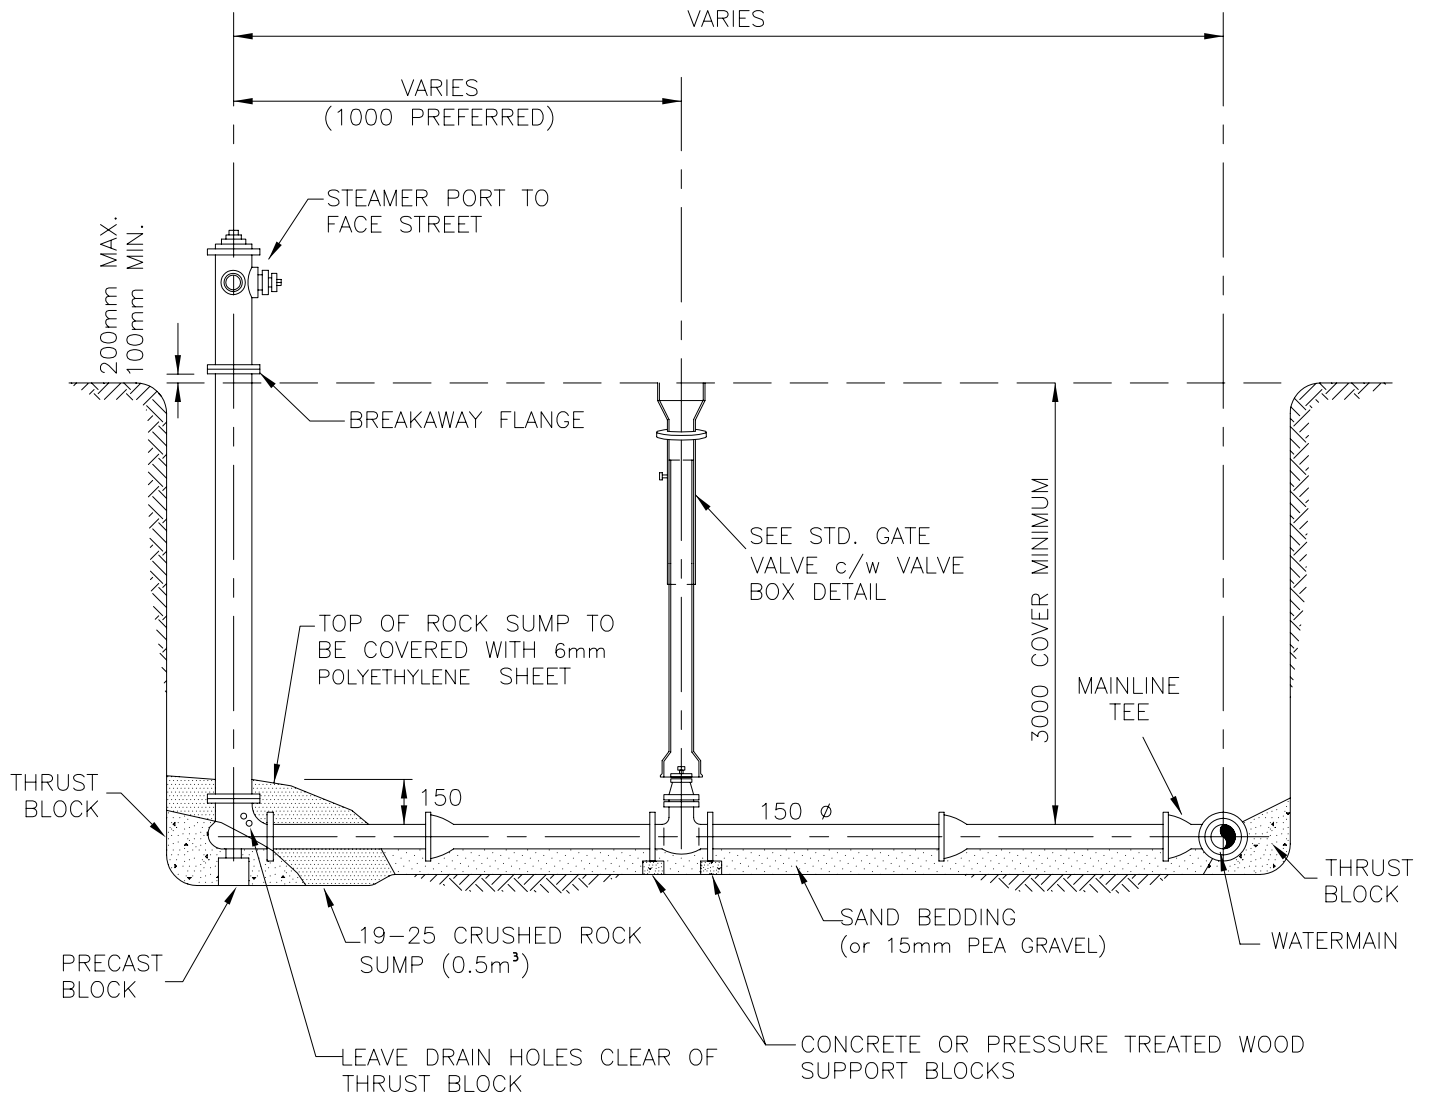 VARIES
VARIES
(1000 PREFERRED)
STEAMER PORT TO
FACE STREET
200mm MAX.
100mm MIN.
BREAKAWAY FLANGE
SEE STD. GATE
VALVE c/w VALVE
BOX DETAIL
3000 COVER MINIMUM
TOP OF ROCK SUMP TO
BE COVERED WITH 6mm
POLYETHYLENE SHEET
MAINLINE
TEE
THRUST
BLOCK
150
150 ø
THRUST
BLOCK
SAND BEDDING
(or 15mm PEA GRAVEL)
19-25 CRUSHED ROCK
SUMP (0.5m³)
WATERMAIN
PRECAST
BLOCK
CONCRETE OR PRESSURE TREATED WOOD
SUPPORT BLOCKS
LEAVE DRAIN HOLES CLEAR OF
THRUST BLOCK